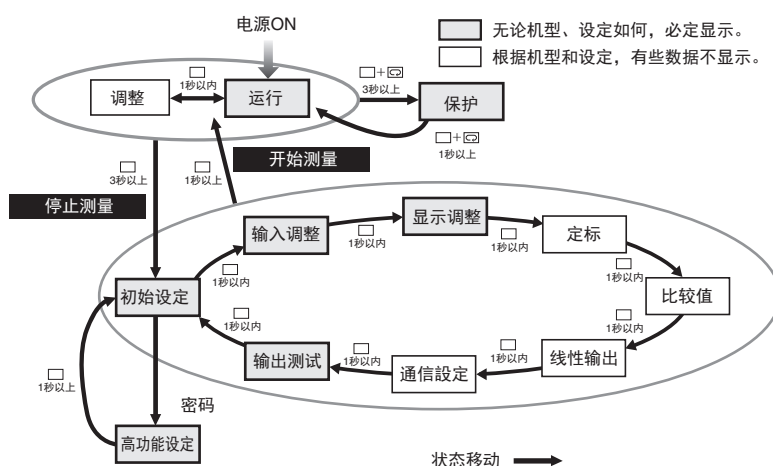 电源ON
无论机型、设定如何，必定显示。
根据机型和设定，有些数据不显示。
调整
1秒以内
运行
＋
3秒以上
保护
＋
1秒以上
开始测量
3秒以上
1秒以上
停止测量
输入调整
1秒以内
显示调整
1秒以内
定标
1秒以内
1秒以内
初始设定
比较值
1秒以内
1秒以内
输出测试
1秒以内
通信設定
1秒以内
线性输出
1秒以上
密码
高功能设定
状态移动